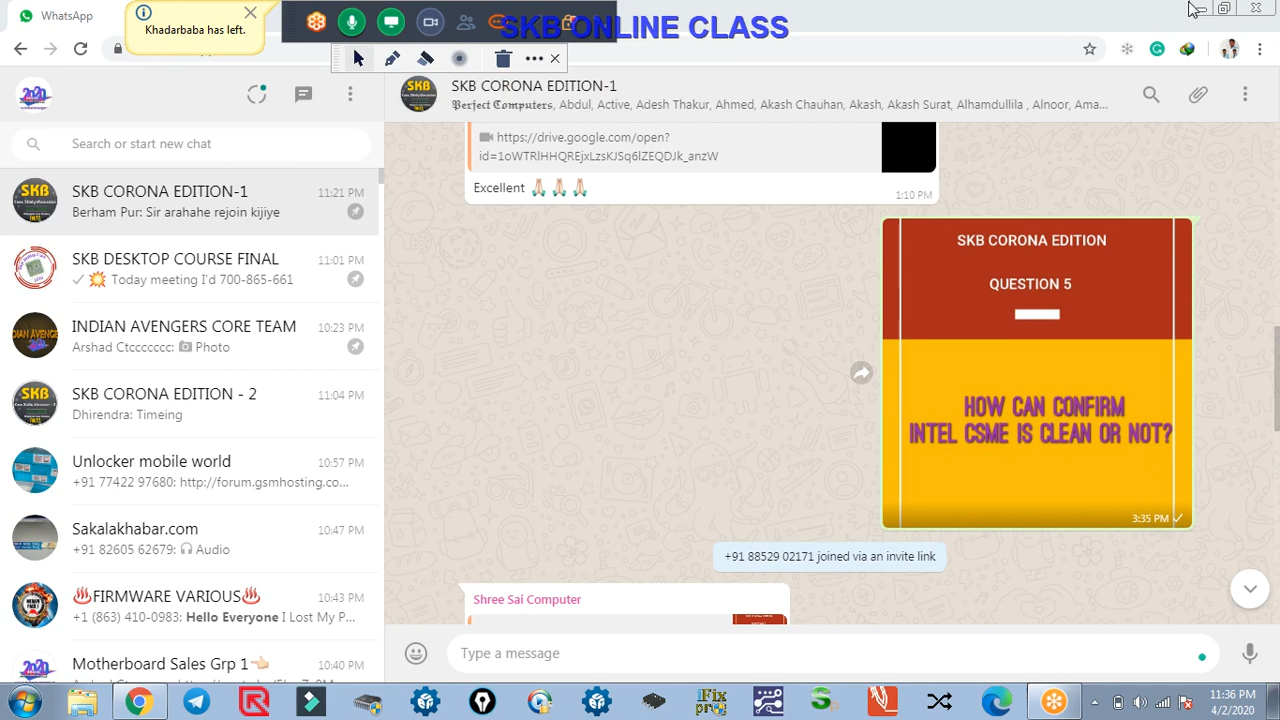 WhatsApp
Khadarbaba has left.
SKB ONLINE CLASS
SKB CORONA EDITION-1
𝕻𝖊𝖗𝖋𝖊𝖈𝖙 𝕮𝖔𝖒𝖕𝖚𝖙𝖊𝖗𝖘, Abdul, Active, Adesh Thakur, Ahmed, Akash Chauhan, Akash, Akash Surat, Alhamdullila , Alnoor, Ama...
Search or start new chat
SKB CORONA EDITION-1 11:21 PM
Berham Pur: Sir arahahe rejoin kijiye
SKB DESKTOP COURSE FINAL 11:01 PM
Today meeting I'd 700-865-661
INDIAN AVENGERS CORE TEAM 10:23 PM
Arshad Ctccccccc: Photo
SKB CORONA EDITION - 2 11:04 PM
Dhirendra: Timeing
Unlocker mobile world 10:57 PM
+91 77422 97680: http://forum.gsmhosting.co...
Sakalakhabar.com 10:47 PM
+91 82605 62679: Audio
♨️FIRMWARE VARIOUS♨️ 10:43 PM
+1 (863) 410-0983: Hello Everyone I Lost My P...
Motherboard Sales Grp 1👈🏻 10:40 PM
https://drive.google.com/open?
id=1oWTRlHHQREjxLzsKJSq6lZEQDJk_anzW
Excellent 🙏🏻 🙏🏻 🙏🏻 1:10 PM
SKB CORONA EDITION
QUESTION 5
HOW CAN CONFIRM
INTEL CSME IS CLEAN OR NOT?
3:35 PM
+91 88529 02171 joined via an invite link
Shree Sai Computer
Type a message
11:36 PM
4/2/2020